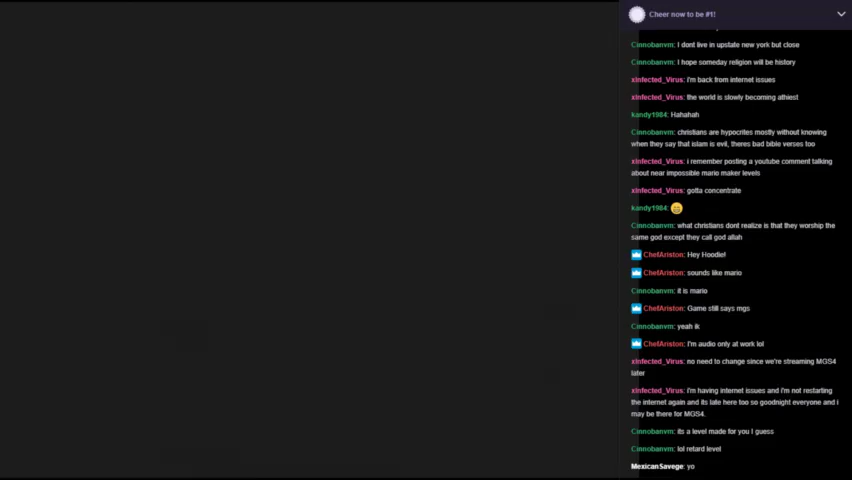 Cheer now to be #1!
Cinnobanvm: I dont live in upstate new york but close
Cinnobanvm: I hope someday religion will be history
xInfected_Virus: i'm back from internet issues
xInfected_Virus: the world is slowly becoming athiest
kandy1984: Hahahah
Cinnobanvm: christians are hypocrites mostly without knowing
when they say that islam is evil, theres bad bible verses too
xInfected_Virus: i remember posting a youtube comment talking
about near impossible mario maker levels
xInfected_Virus: gotta concentrate
kandy1984:
Cinnobanvm: what christians dont realize is that they worship the
same god except they call god allah
ChefAriston: Hey Hoodie!
ChefAriston: sounds like mario
Cinnobanvm: it is mario
ChefAriston: Game still says mgs
Cinnobanvm: yeah ik
ChefAriston: I'm audio only at work lol
xInfected_Virus: no need to change since we're streaming MGS4
later
xInfected_Virus: i'm having internet issues and i'm not restarting
the internet again and its late here too so goodnight everyone and i
may be there for MGS4.
Cinnobanvm: its a level made for you I guess
Cinnobanvm: lol retard level
MexicanSavege: yo